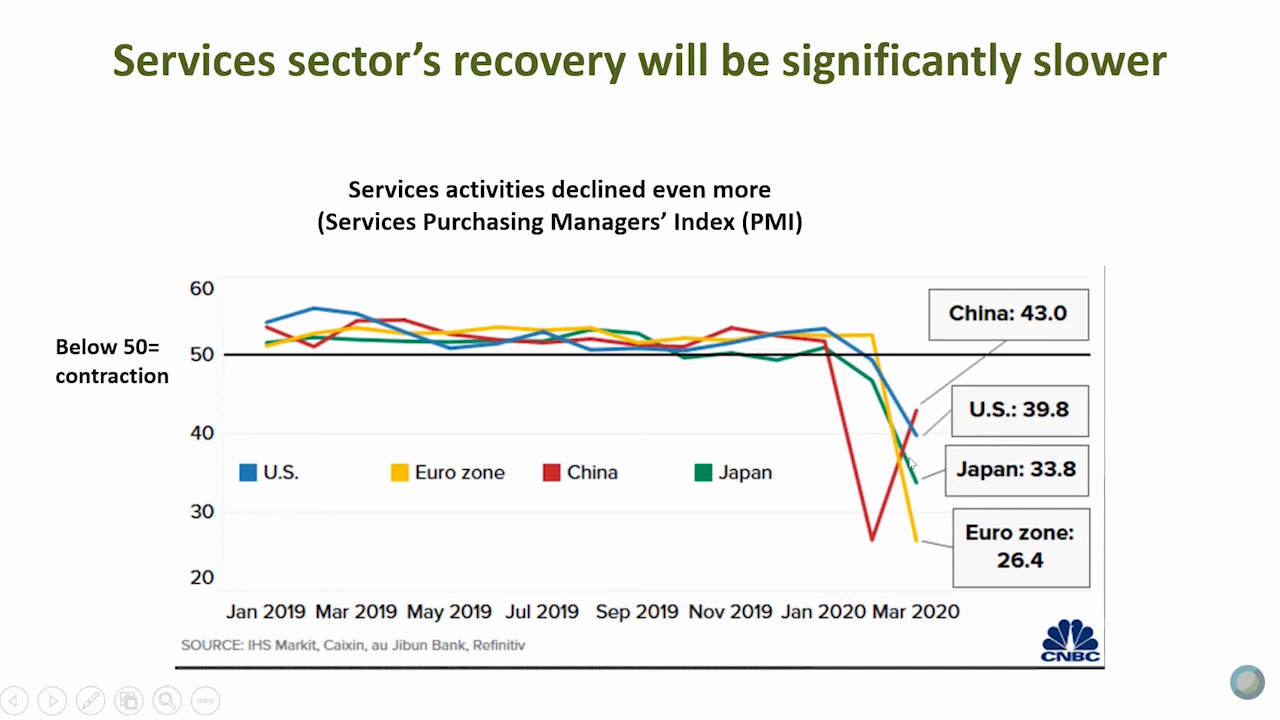 Services sector’s recovery will be significantly slower
Services activities declined even more
(Services Purchasing Managers’ Index (PMI)
Below 50=
contraction
60
50
40
30
20
China: 43.0
U.S.: 39.8
Japan: 33.8
Euro zone:
26.4
U.S. Euro zone China Japan
Jan 2019 Mar 2019 May 2019 Jul 2019 Sep 2019 Nov 2019 Jan 2020 Mar 2020
SOURCE: IHS Markit, Caixin, au Jibun Bank, Refinitiv
CNBC